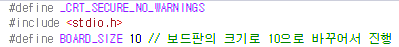 #define _CRT_SECURE_NO_WARNINGS
#include <stdio.h>
#define BOARD_SIZE 10 // 보드판의 크기로 10으로 바꾸어서 진행